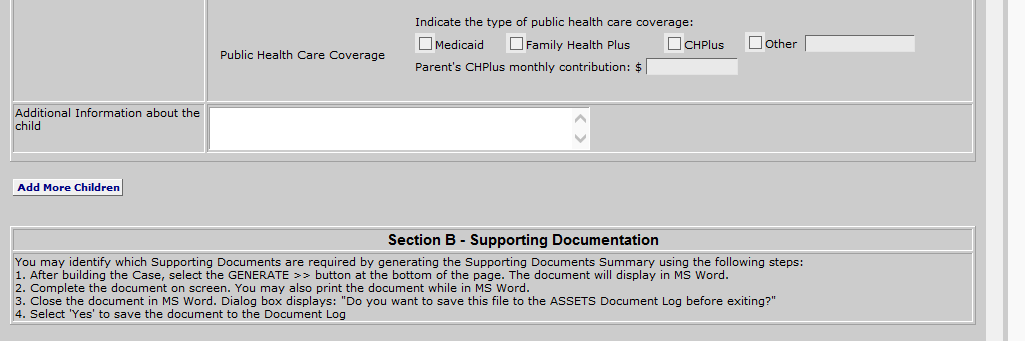 Indicate the type of public health care coverage:
Medicaid Family Health Plus CHPlus Other
Public Health Care Coverage
Parent's CHPlus monthly contribution: $
Additional Information about the
child
Add More Children
Section B - Supporting Documentation
You may identify which Supporting Documents are required by generating the Supporting Documents Summary using the following steps:
1. After building the Case, select the GENERATE >> button at the bottom of the page. The document will display in MS Word.
2. Complete the document on screen. You may also print the document while in MS Word.
3. Close the document in MS Word. Dialog box displays: "Do you want to save this file to the ASSETS Document Log before exiting?"
4. Select 'Yes' to save the document to the Document Log